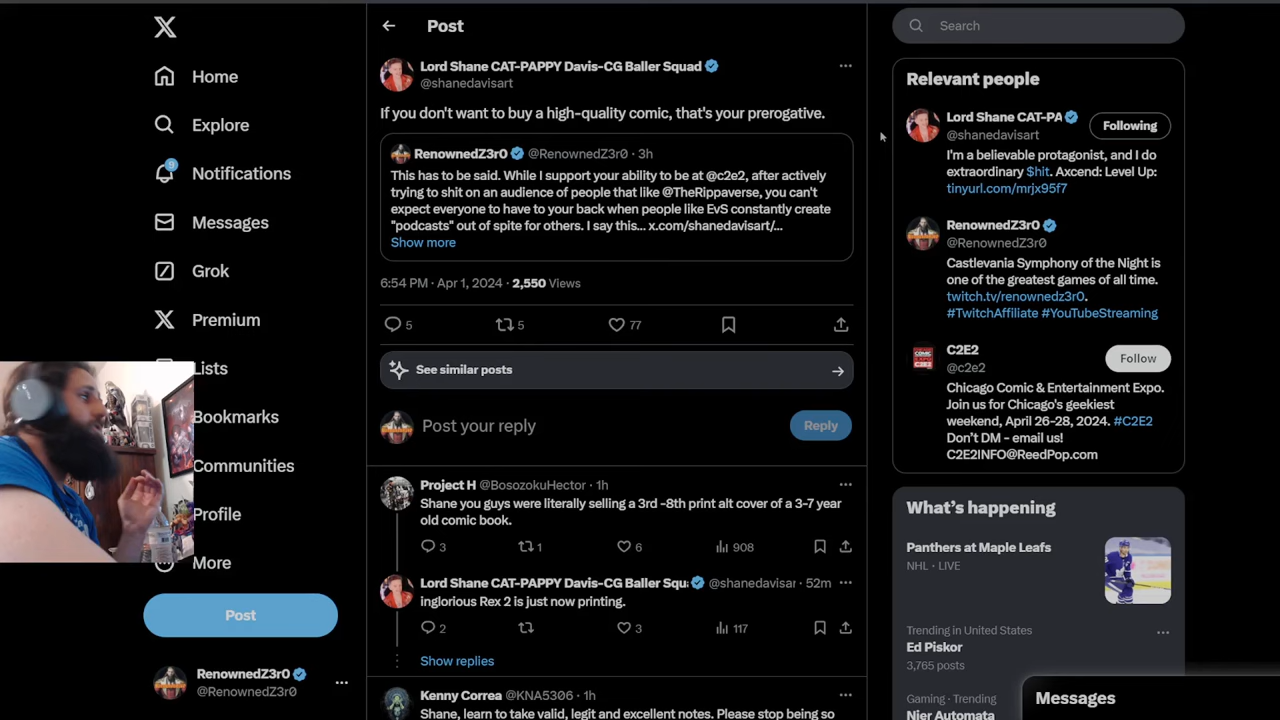 Home
Explore
9
Notifications
Messages
Grok
Premium
Lists
Bookmarks
Communities
Profile
More
Post
RenownedZ3r0
@RenownedZ3r0
Post
Lord Shane CAT-PAPPY Davis-CG Baller Squad
@shanedavisart
If you don't want to buy a high-quality comic, that's your prerogative.
RenownedZ3r0 @RenownedZ3r0 · 3h
This has to be said. While I support your ability to be at @c2e2, after actively
trying to shit on an audience of people that like @TheRippaverse, you can't
expect everyone to have to your back when people like EvS constantly create
"podcasts" out of spite for others. I say this... x.com/shanedavisart/...
Show more
6:54 PM · Apr 1, 2024 · 2,550 Views
5 5 77
See similar posts
Post your reply
Reply
Project H @BosozokuHector · 1h
Shane you guys were literally selling a 3rd -8th print alt cover of a 3-7 year
old comic book.
3 1 6 908
Lord Shane CAT-PAPPY Davis-CG Baller Squ @shanedavisar · 52m
inglorious Rex 2 is just now printing.
2 3 117
Show replies
Kenny Correa @KNA5306 · 1h
Shane, learn to take valid, legit and excellent notes. Please stop being so
Search
Relevant people
Lord Shane CAT-PA
@shanedavisart
Following
I'm a believable protagonist, and I do
extraordinary $hit. Axcend: Level Up:
tinyurl.com/mrjx95f7
RenownedZ3r0
@RenownedZ3r0
Castlevania Symphony of the Night is
one of the greatest games of all time.
twitch.tv/renownedz3r0.
#TwitchAffiliate #YouTubeStreaming
C2E2
@c2e2
Follow
Chicago Comic & Entertainment Expo.
Join us for Chicago's geekiest
weekend, April 26-28, 2024. #C2E2
Don't DM - email us!
C2E2INFO@ReedPop.com
What's happening
Panthers at Maple Leafs
NHL · LIVE
Trending in United States
Ed Piskor
3,765 posts
Gaming · Trending
Nier Automata
Messages